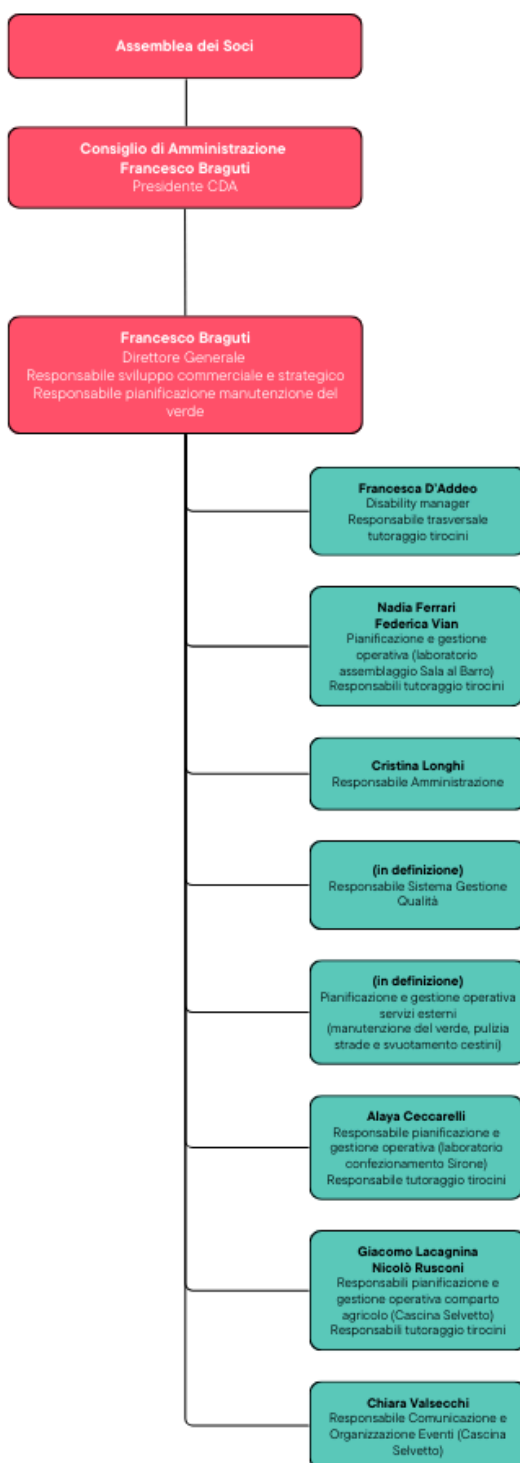 Assemblea dei Soci
Consiglio di Amministrazione
Francesco Braguti
Presidente CDA
Francesco Braguti
Direttore Generale
Responsabile sviluppo commerciale e strategico
Responsabile pianificazione manutenzione del
verde
Francesca D'Addeo
Disability manager
Responsabile trasversale
tutoraggio tirocini
Nadia Ferrari
Federica Vian
Pianificazione e gestione
operativa (laboratorio
assemblaggio Sala al Barro)
Responsabili tutoraggio tirocini
Cristina Longhi
Responsabile Amministrazione
(in definizione)
Responsabile Sistema Gestione
Qualità
(in definizione)
Pianificazione e gestione operativa
servizi esterni
(manutenzione del verde, pulizia
strade e svuotamento cestini)
Alaya Ceccarelli
Responsabile pianificazione e
gestione operativa (laboratorio
confezionamento Sirone)
Responsabile tutoraggio tirocini
Giacomo Lacagnina
Nicolò Rusconi
Responsabili pianificazione e
gestione operativa comparto
agricolo (Cascina Selvetto)
Responsabili tutoraggio tirocini
Chiara Valsecchi
Responsabile Comunicazione e
Organizzazione Eventi (Cascina
Selvetto)